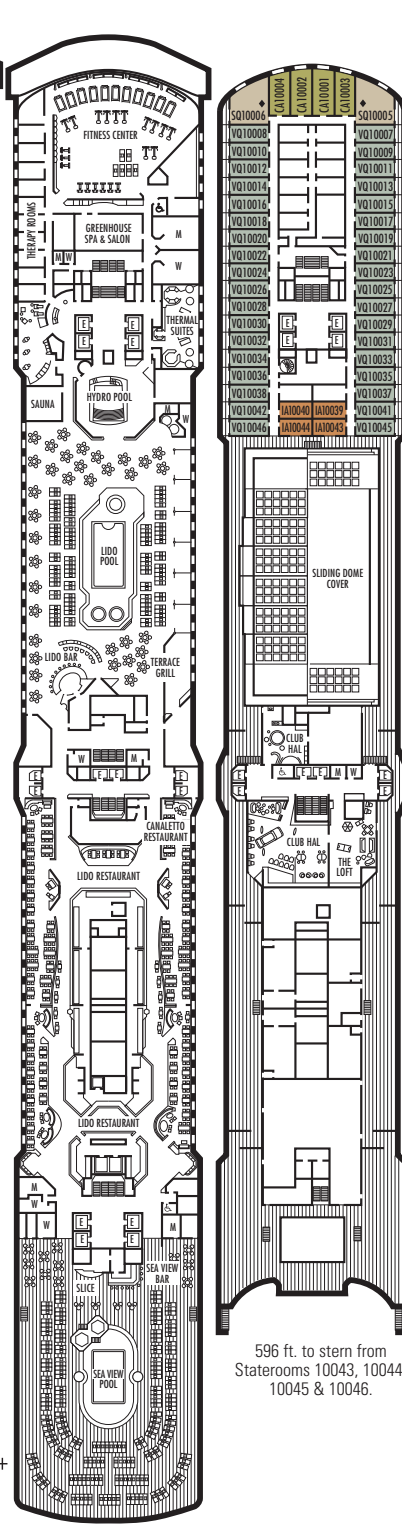 FITNESS CENTER
THERAPY ROOMS
GREENHOUSE
SPA & SALON
M
W
M
W
THERMAL
SUITES
E
E
E
E
SAUNA
HYDRO POOL
M
W
LIDO
POOL
LIDO BAR
TERRACE
GRILL
W
M
E
E
E
E
E
E
CANALETTO
RESTAURANT
LIDO RESTAURANT
LIDO RESTAURANT
M
W
W
M
E
E
E
E
SEA VIEW
BAR
SLICE
SEA VIEW
POOL
+
CA10004
CA10002
CA10001
CA10003
SQ10006
SQ10005
VQ10008
VQ10007
VQ10010
VQ10009
VQ10012
VQ10011
VQ10014
VQ10013
VQ10016
VQ10015
VQ10018
VQ10017
VQ10020
VQ10019
VQ10022
VQ10021
VQ10024
VQ10023
VQ10026
VQ10025
VQ10028
VQ10027
VQ10030
VQ10029
VQ10032
VQ10031
VQ10034
VQ10033
VQ10036
VQ10035
VQ10038
VQ10037
VQ10042
IA10040
IA10039
VQ10041
VQ10046
IA10044
IA10043
VQ10045
E
E
E
E
SLIDING DOME
COVER
CLUB
HAL
E
E
E
E
M
W
E
E
CLUB HAL
THE
LOFT
596 ft. to stern from
Staterooms 10043, 10044
10045 & 10046.